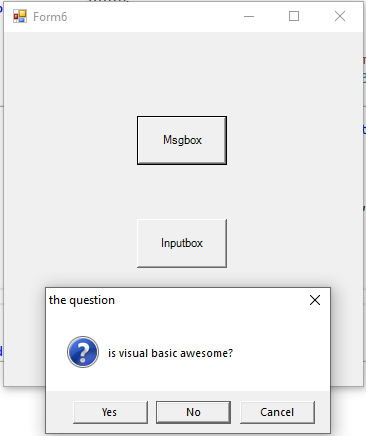 Form6
Msgbox
Inputbox
the question
is visual basic awesome?
Yes No Cancel